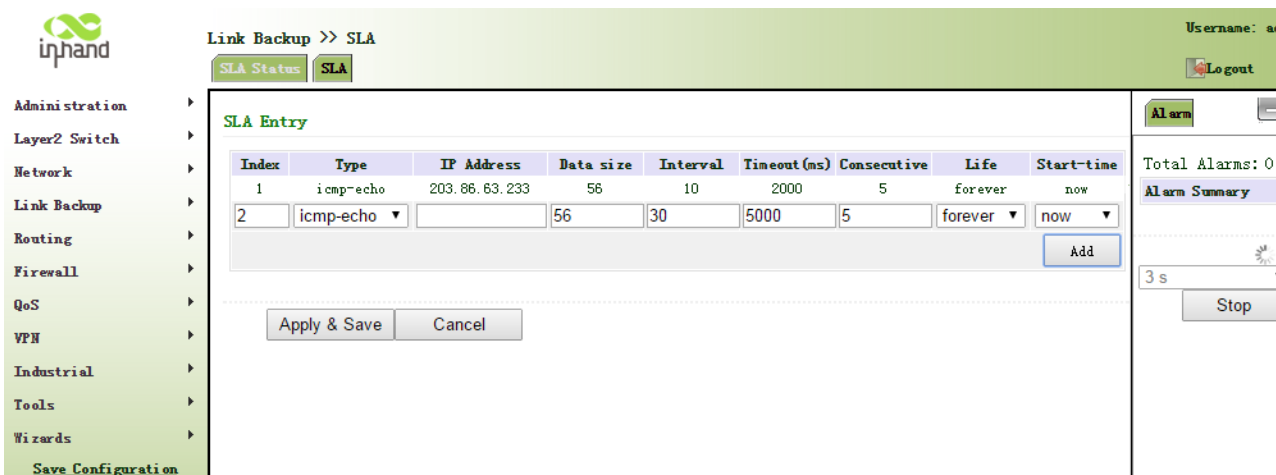 inhand
Link Backup >> SLA
Username:
Logout
SLA Status
SLA
Administration
Layer2 Switch
Network
Link Backup
Routing
Firewall
QoS
VPN
Industrial
Tools
Wizards
Save Configuration
SLA Entry
Index Type IP Address Data size Interval Timeout(ms) Consecutive Life Start-time
1 icmp-echo 203.86.63.233 56 10 2000 5 forever now
2 icmp-echo 56 30 5000 5 forever now
Add
Apply & Save
Cancel
Alarm
Total Alarms: 0
Alarm Summary
3 s
Stop